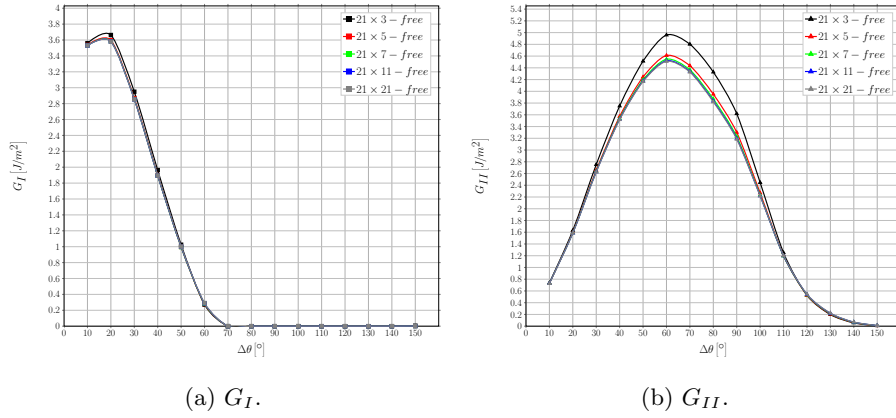 4
3.8
3.6
3.4
3.2
3
2.8
2.6
2.4
2.2
2
1.8
1.6
1.4
1.2
1
0.8
0.6
0.4
0.2
0
G_I [J/m²]
0 10 20 30 40 50 60 70 80 90 100 110 120 130 140 150
Δθ [°]
21 × 3 − free
21 × 5 − free
21 × 7 − free
21 × 11 − free
21 × 21 − free
(a) G_I.
5.4
5.2
5
4.8
4.6
4.4
4.2
4
3.8
3.6
3.4
3.2
3
2.8
2.6
2.4
2.2
2
1.8
1.6
1.4
1.2
1
0.8
0.6
0.4
0.2
0
G_II [J/m²]
0 10 20 30 40 50 60 70 80 90 100 110 120 130 140 150
Δθ [°]
21 × 3 − free
21 × 5 − free
21 × 7 − free
21 × 11 − free
21 × 21 − free
(b) G_II.